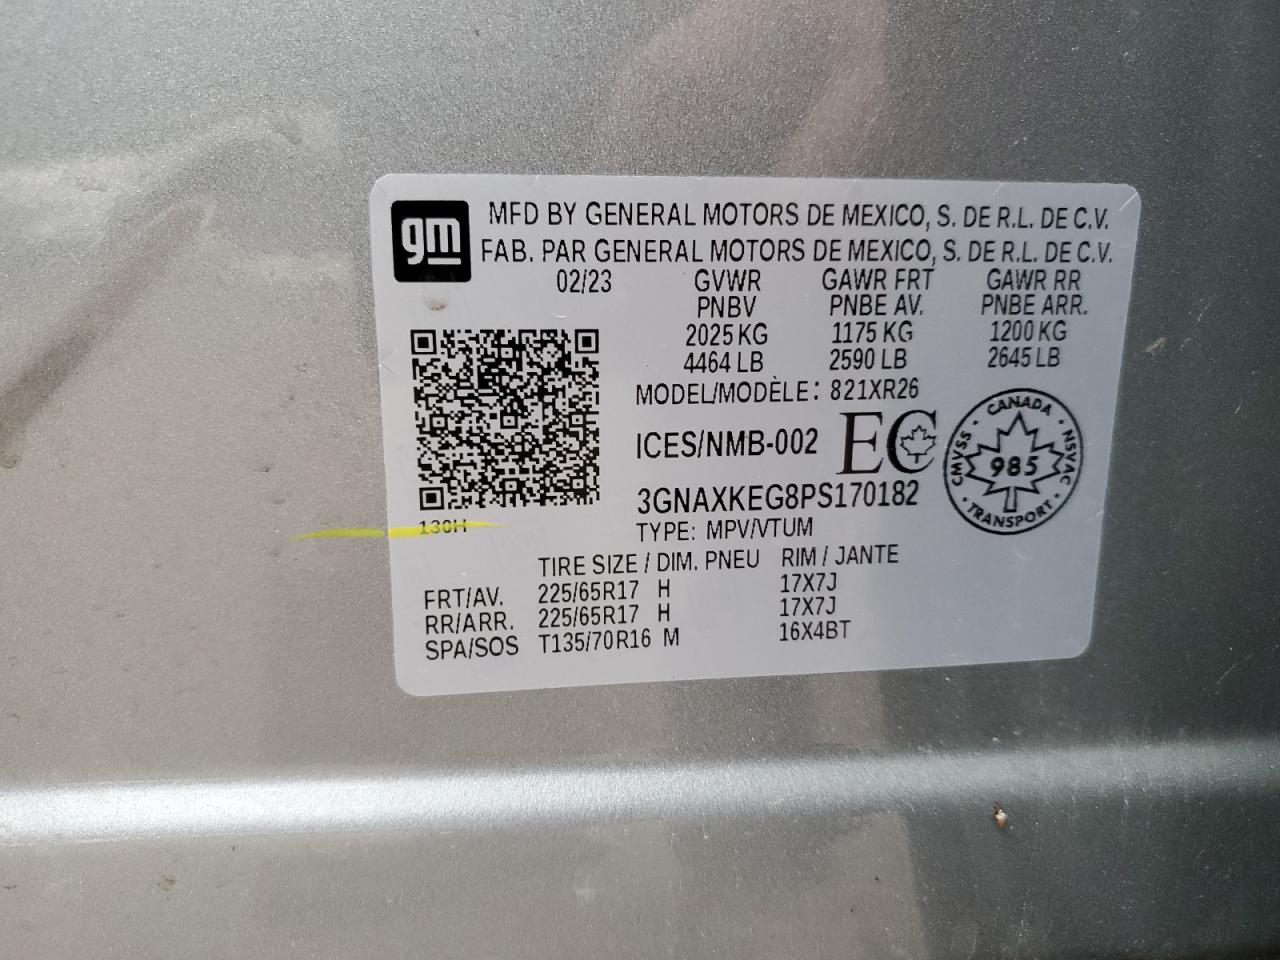 gm
MFD BY GENERAL MOTORS DE MEXICO, S. DE R.L. DE C.V.
FAB. PAR GENERAL MOTORS DE MEXICO, S. DE R.L. DE C.V.
02/23 GVWR GAWR FRT GAWR RR
PNBV PNBE AV. PNBE ARR.
2025 KG 1175 KG 1200 KG
4464 LB 2590 LB 2645 LB
MODEL/MODÈLE: 821XR26
ICES/NMB-002 EC
CANADA
CMVSS 985 NSVAC
TRANSPORT
3GNAXKEG8PS170182
130H TYPE: MPV/VTUM
TIRE SIZE / DIM. PNEU RIM / JANTE
FRT/AV. 225/65R17 H 17X7J
RR/ARR. 225/65R17 H 17X7J
SPA/SOS T135/70R16 M 16X4BT